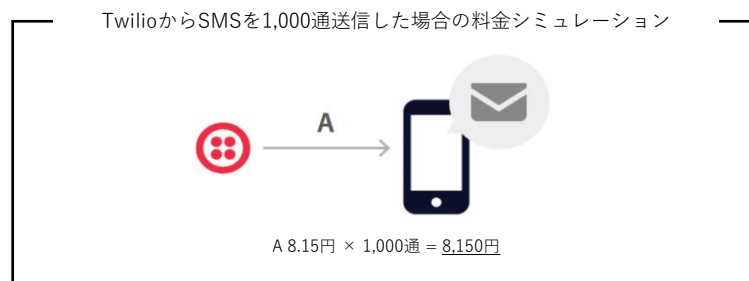 TwilioからSMSを1,000通送信した場合の料金シミュレーション
A
A 8.15円 × 1,000通 = 8,150円